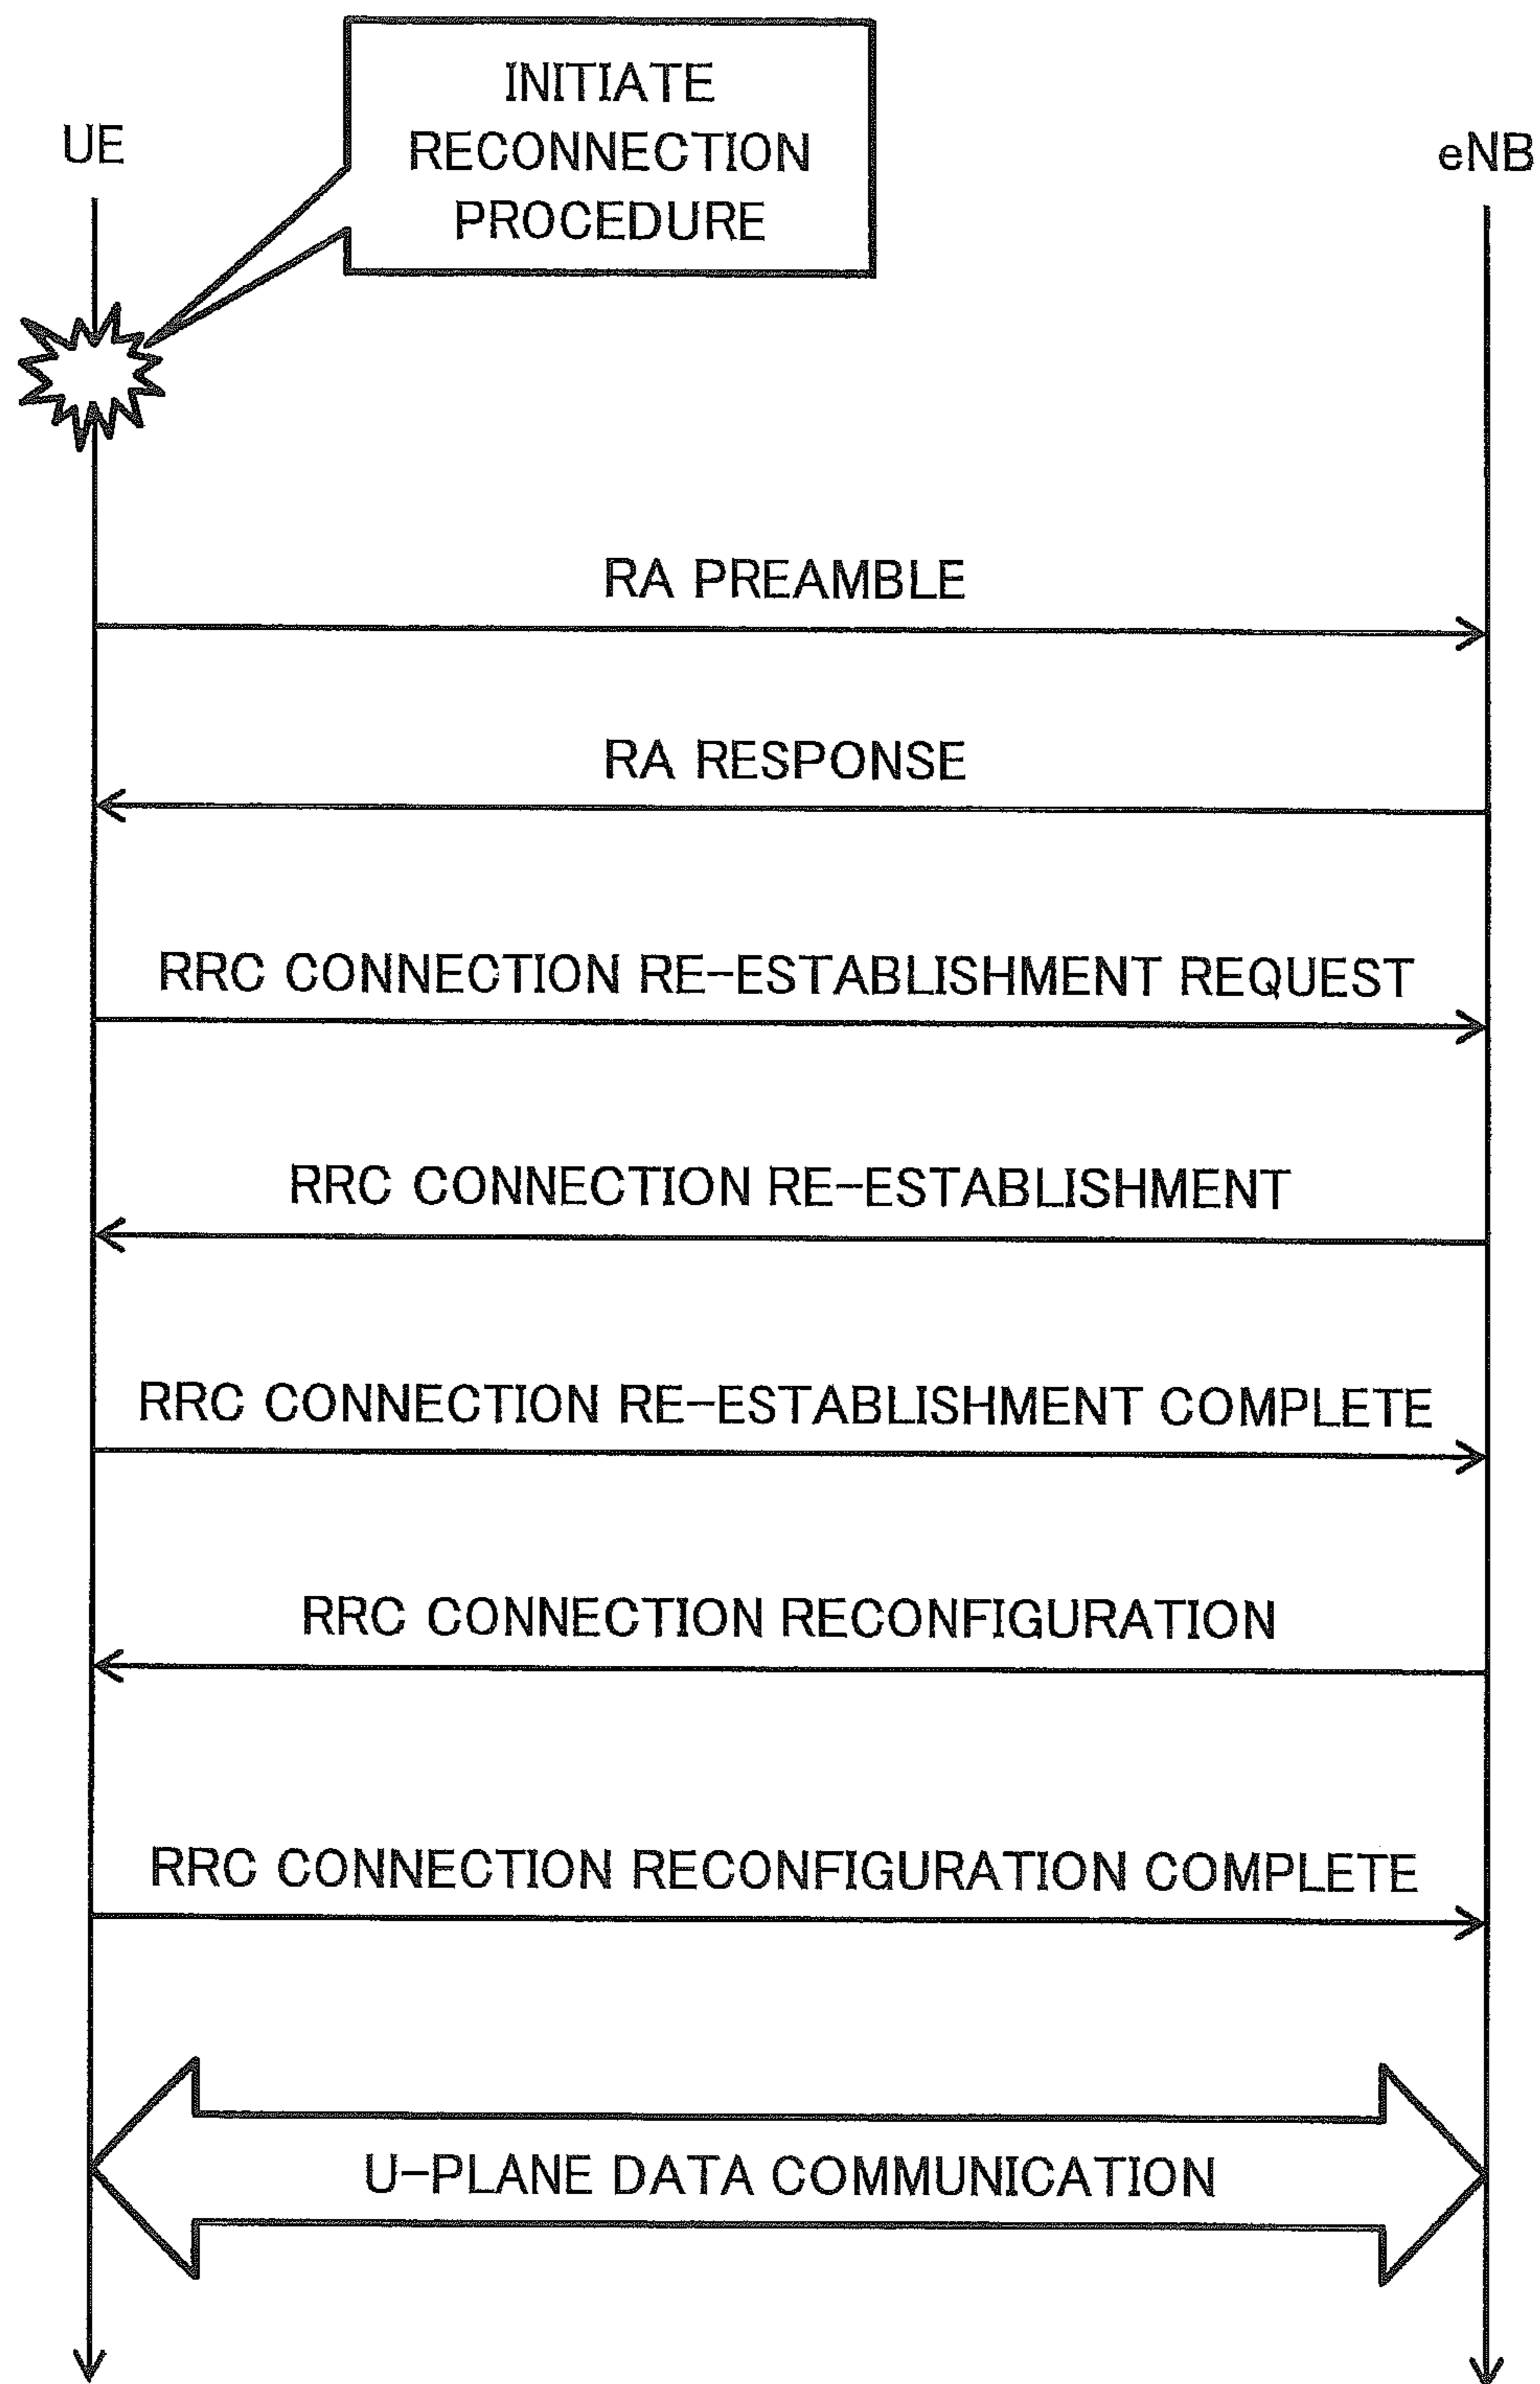 INITIATE
RECONNECTION
PROCEDURE
UE
eNB
RA PREAMBLE
RA RESPONSE
RRC CONNECTION RE-ESTABLISHMENT REQUEST
RRC CONNECTION RE-ESTABLISHMENT
RRC CONNECTION RE-ESTABLISHMENT COMPLETE
RRC CONNECTION RECONFIGURATION
RRC CONNECTION RECONFIGURATION COMPLETE
U-PLANE DATA COMMUNICATION